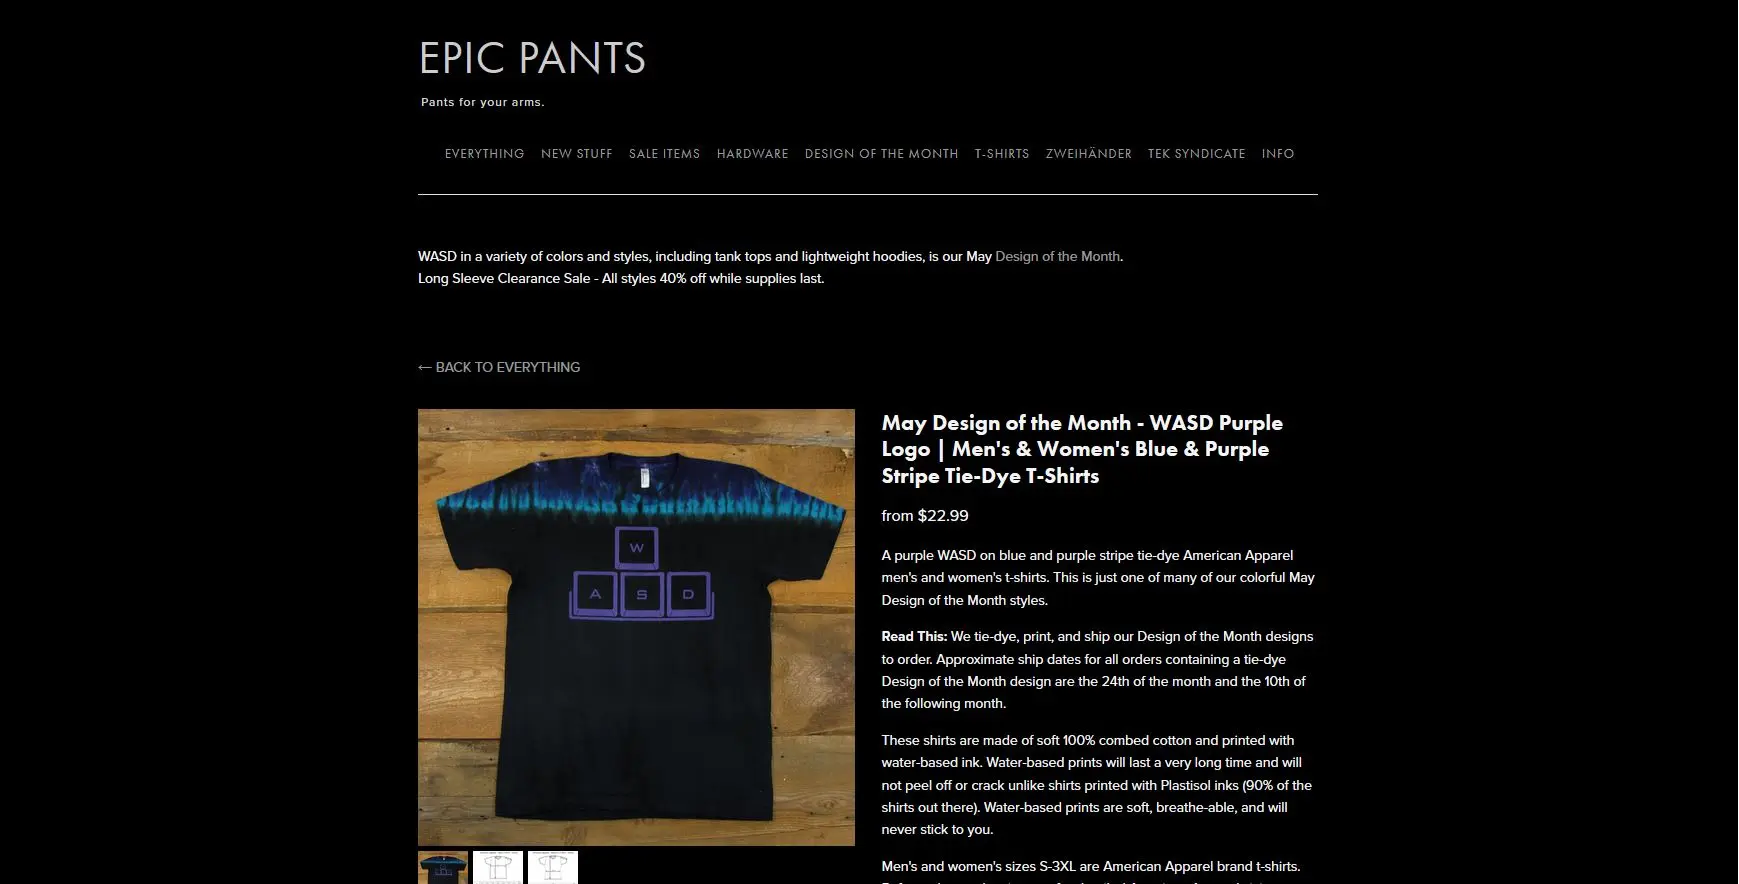 EPIC PANTS
Pants for your arms.
EVERYTHING NEW STUFF SALE ITEMS HARDWARE DESIGN OF THE MONTH T-SHIRTS ZWEIHÄNDER TEK SYNDICATE INFO
WASD in a variety of colors and styles, including tank tops and lightweight hoodies, is our May Design of the Month.
Long Sleeve Clearance Sale - All styles 40% off while supplies last.
← BACK TO EVERYTHING
W
A S D
May Design of the Month - WASD Purple
Logo | Men's & Women's Blue & Purple
Stripe Tie-Dye T-Shirts
from $22.99
A purple WASD on blue and purple stripe tie-dye American Apparel
men's and women's t-shirts. This is just one of many of our colorful May
Design of the Month styles.
Read This: We tie-dye, print, and ship our Design of the Month designs
to order. Approximate ship dates for all orders containing a tie-dye
Design of the Month design are the 24th of the month and the 10th of
the following month.
These shirts are made of soft 100% combed cotton and printed with
water-based ink. Water-based prints will last a very long time and will
not peel off or crack unlike shirts printed with Plastisol inks (90% of the
shirts out there). Water-based prints are soft, breathe-able, and will
never stick to you.
Men's and women's sizes S-3XL are American Apparel brand t-shirts.